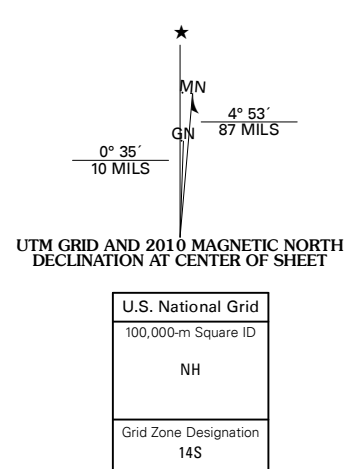 ★
MN
4° 53´
87 MILS
GN
0° 35´
10 MILS
UTM GRID AND 2010 MAGNETIC NORTH
DECLINATION AT CENTER OF SHEET
U.S. National Grid
100,000-m Square ID
NH
Grid Zone Designation
14S